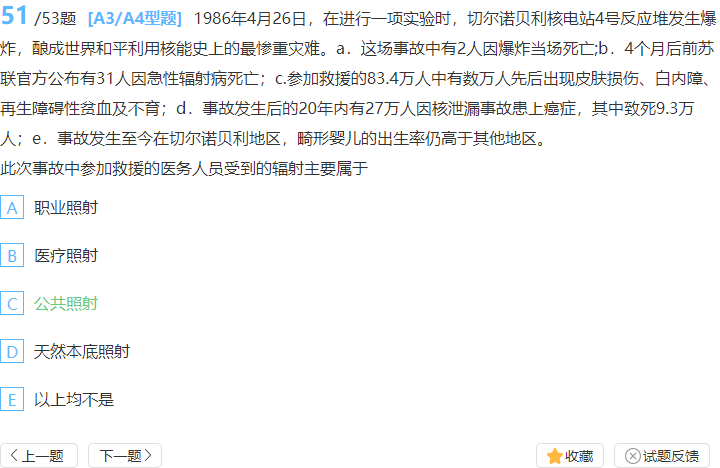 51 /53题 [A3/A4型题] 1986年4月26日，在进行一项实验时，切尔诺贝利核电站4号反应堆发生爆
炸，酿成世界和平利用核能史上的最惨重灾难。a．这场事故中有2人因爆炸当场死亡;b．4个月后前苏
联官方公布有31人因急性辐射病死亡；c.参加救援的83.4万人中有数万人先后出现皮肤损伤、白内障、
再生障碍性贫血及不育；d．事故发生后的20年内有27万人因核泄漏事故患上癌症，其中致死9.3万
人；e．事故发生至今在切尔诺贝利地区，畸形婴儿的出生率仍高于其他地区。
此次事故中参加救援的医务人员受到的辐射主要属于
A 职业照射
B 医疗照射
C 公共照射
D 天然本底照射
E 以上均不是
上一题 下一题 收藏 试题反馈